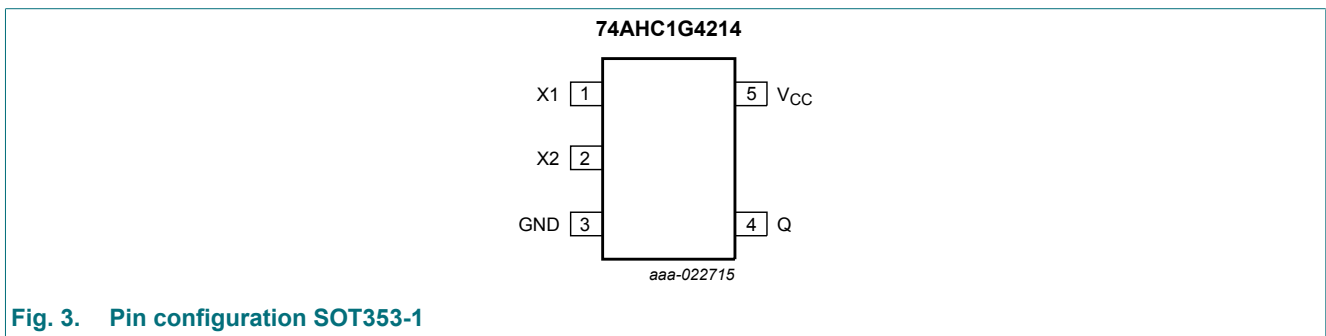 74AHC1G4214
X1 1
5 VCC
X2 2
GND 3
4 Q
aaa-022715
Fig. 3. Pin configuration SOT353-1